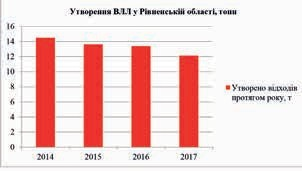 Утворення ВЛЛ у Рівненській області, тонн
16
14
12
10
8
6
4
2
0
2014 2015 2016 2017
Утворено відходів
протягом року, т